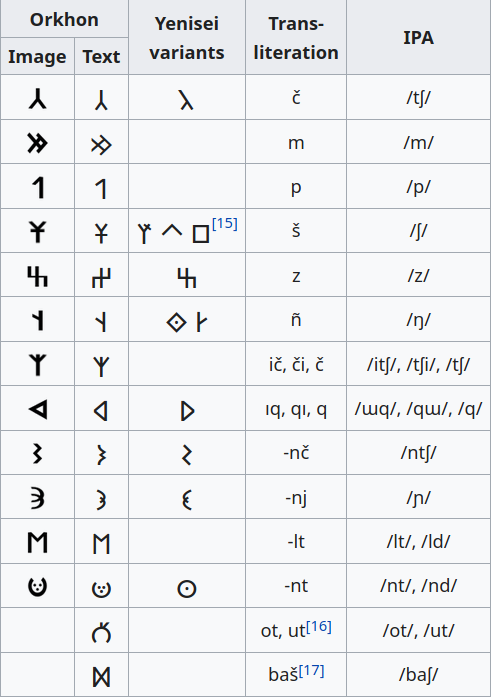 Orkhon
Yenisei variants
Trans-literation
IPA
Image
Text
𐰲 𐰲 𐰳 č /tʃ/
𐰢 𐰢 m /m/
𐰯 𐰯 p /p/
𐱁 𐱁 𐱀 𐱂 𐰿[15] š /ʃ/
𐰔 𐰔 𐰕 z /z/
𐰭 𐰭 𐰮 𐰬 ñ /ŋ/
𐰱 𐰱 ič, či, č /itʃ/, /tʃi/, /tʃ/
𐰶 𐰶 𐰷 ıq, qı, q /ɯq/, /qɯ/, /q/
𐰨 𐰨 𐰩 -nč /ntʃ/
𐰪 𐰪 𐰫 -nj /ɲ/
𐰡 𐰡 -lt /lt/, /ld/
𐰦 𐰦 𐰧 -nt /nt/, /nd/
𐱇 ot, ut[16] /ot/, /ut/
𐱈 baš[17] /baʃ/